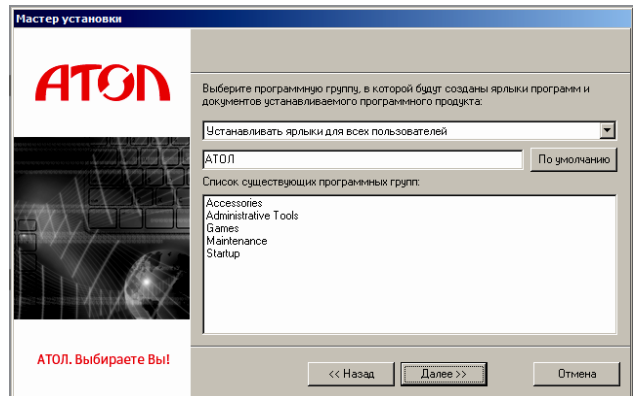 Мастер установки
АТОЛ
Выберите программную группу, в которой будут созданы ярлыки программ и
документов устанавливаемого программного продукта:
Устанавливать ярлыки для всех пользователей
АТОЛ
По умолчанию
Список существующих программных групп:
Accessories
Administrative Tools
Games
Maintenance
Startup
АТОЛ. Выбираете Вы!
<< Назад
Далее >>
Отмена